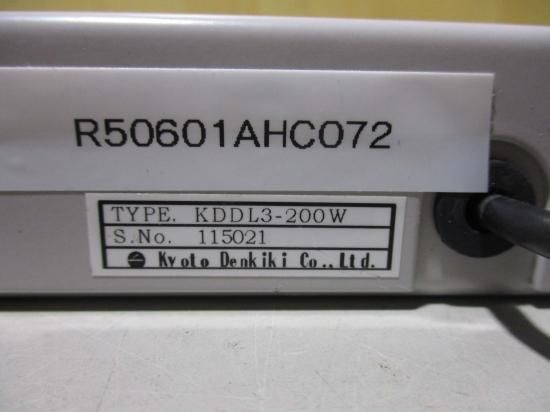 R50601AHC072
TYPE. KDDL3-200W
S.No. 115021
Kyoto Denkiki Co.,Ltd.